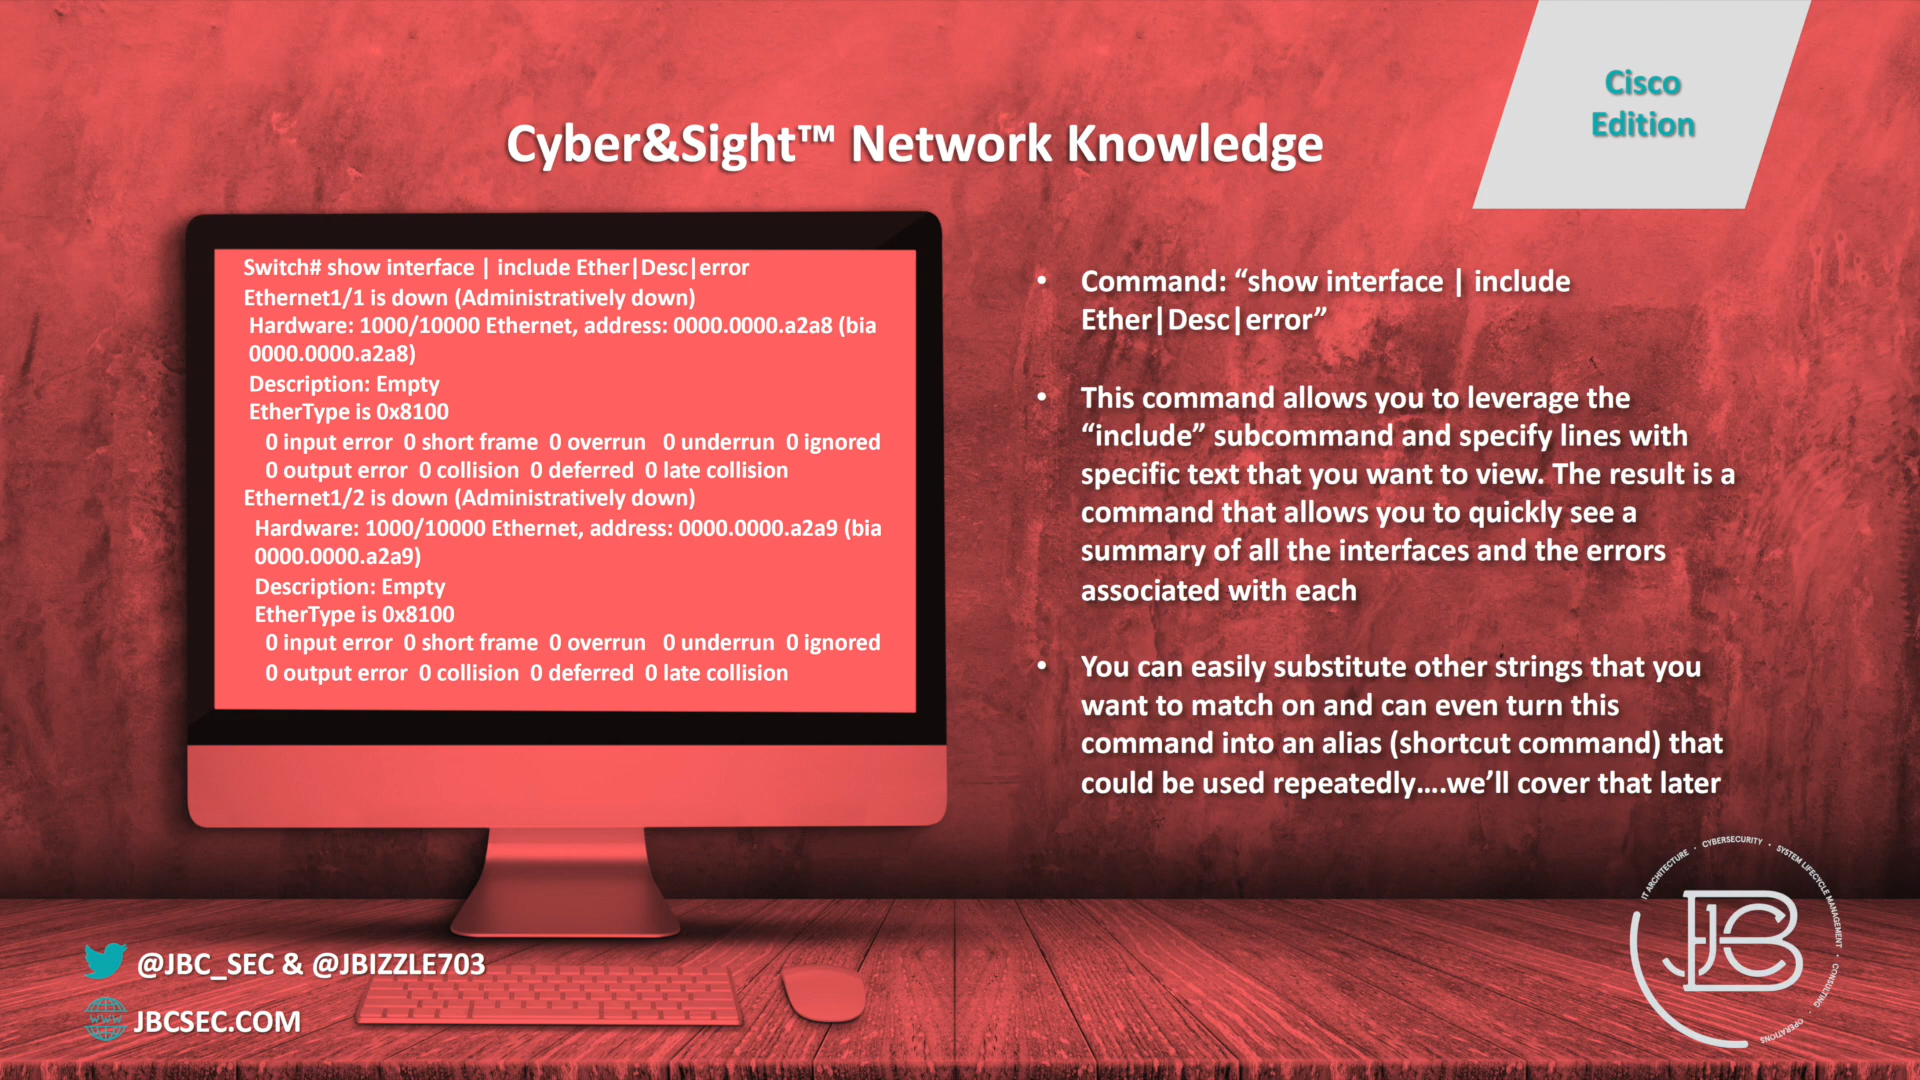 Cisco
Edition
Cyber&Sight™ Network Knowledge
Switch# show interface | include Ether|Desc|error
Ethernet1/1 is down (Administratively down)
Hardware: 1000/10000 Ethernet, address: 0000.0000.a2a8 (bia
0000.0000.a2a8)
Description: Empty
EtherType is 0x8100
0 input error 0 short frame 0 overrun 0 underrun 0 ignored
0 output error 0 collision 0 deferred 0 late collision
Ethernet1/2 is down (Administratively down)
Hardware: 1000/10000 Ethernet, address: 0000.0000.a2a9 (bia
0000.0000.a2a9)
Description: Empty
EtherType is 0x8100
0 input error 0 short frame 0 overrun 0 underrun 0 ignored
0 output error 0 collision 0 deferred 0 late collision
• Command: “show interface | include
Ether|Desc|error”
• This command allows you to leverage the
“include” subcommand and specify lines with
specific text that you want to view. The result is a
command that allows you to quickly see a
summary of all the interfaces and the errors
associated with each
• You can easily substitute other strings that you
want to match on and can even turn this
command into an alias (shortcut command) that
could be used repeatedly....we’ll cover that later
@JBC_SEC & @JBIZZLE703
WWW
JBCSEC.COM
IT ARCHITECTURE · CYBERSECURITY · SYSTEM LIFECYCLE MANAGEMENT · CONSULTING · OPERATIONS
JBC